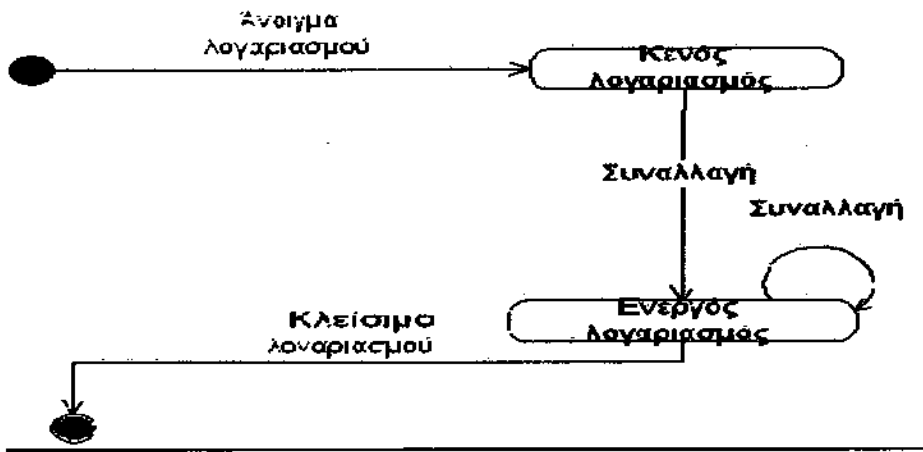 Άνοιγμα
λογαριασμού
Κενός
λογαριασμός
Συναλλαγή
Συναλλαγή
Ενεργός
λογαριασμός
Κλείσιμο
λογαριασμού